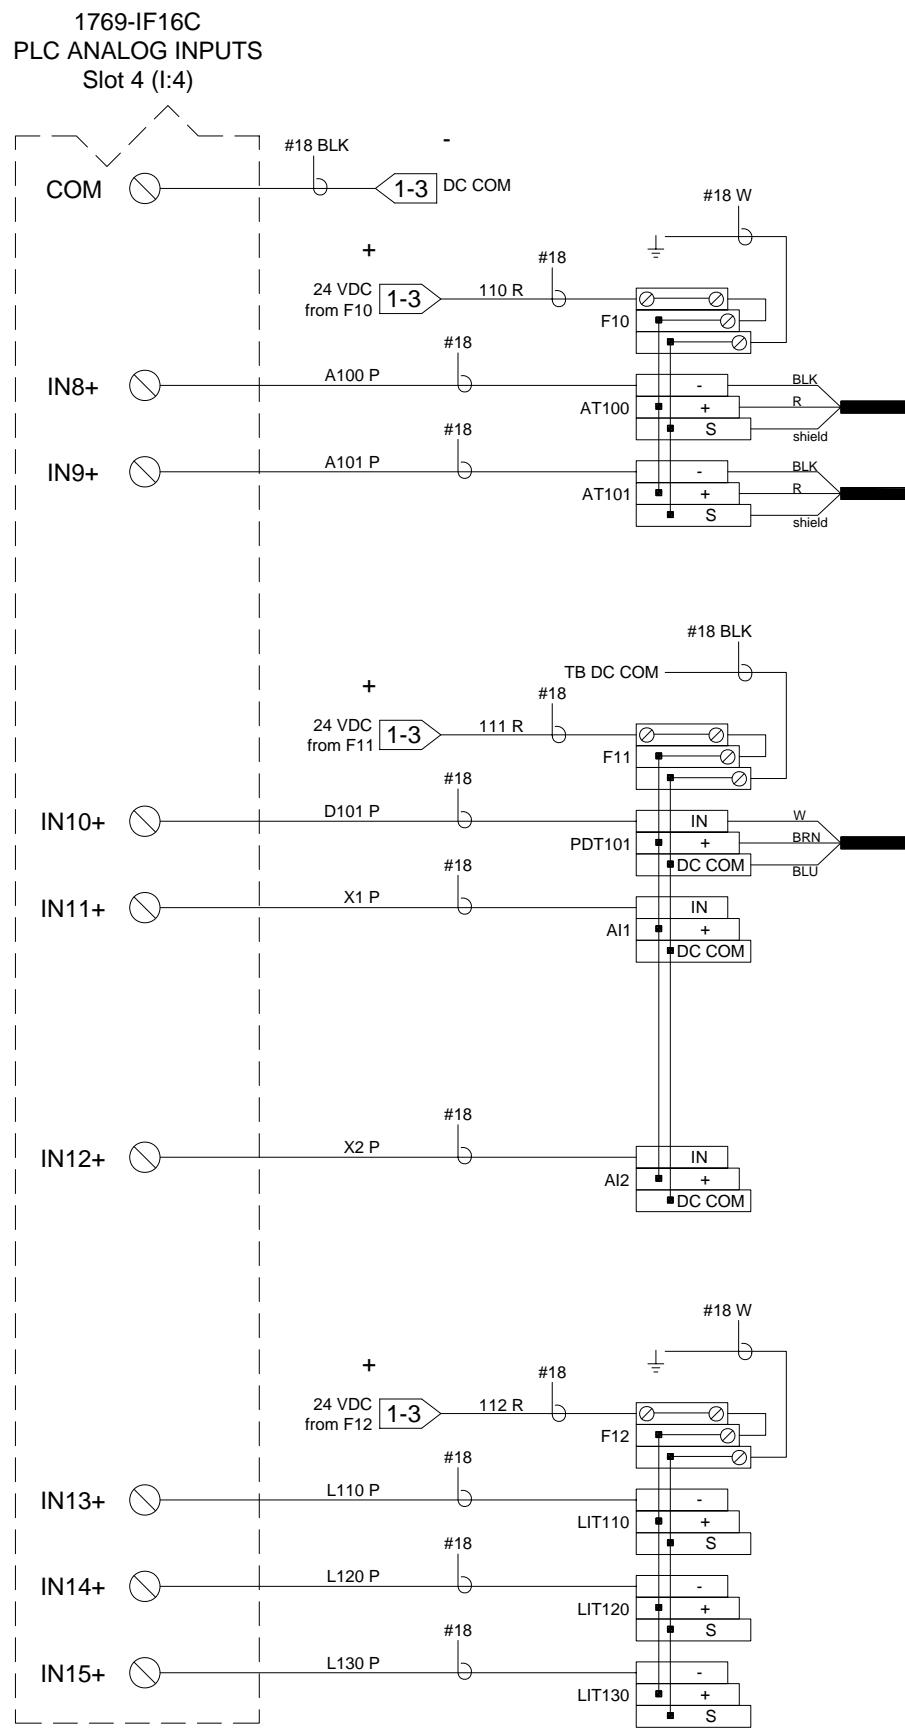 1769-IF16C
PLC ANALOG INPUTS
Slot 4 (I:4)
#18 BLK
-
COM
1-3
DC COM
#18 W
+
#18
24 VDC
from F10
1-3
110 R
F10
#18
IN8+
A100 P
-
BLK
AT100
+
R
S
shield
#18
IN9+
A101 P
-
BLK
AT101
+
R
S
shield
#18 BLK
TB DC COM
+
#18
24 VDC
from F11
1-3
111 R
F11
#18
IN10+
D101 P
IN
W
PDT101
+
BRN
DC COM
BLU
#18
IN11+
X1 P
IN
AI1
+
DC COM
#18
IN12+
X2 P
IN
AI2
+
DC COM
#18 W
+
#18
24 VDC
from F12
1-3
112 R
F12
#18
IN13+
L110 P
-
LIT110
+
S
#18
IN14+
L120 P
-
LIT120
+
S
#18
IN15+
L130 P
-
LIT130
+
S